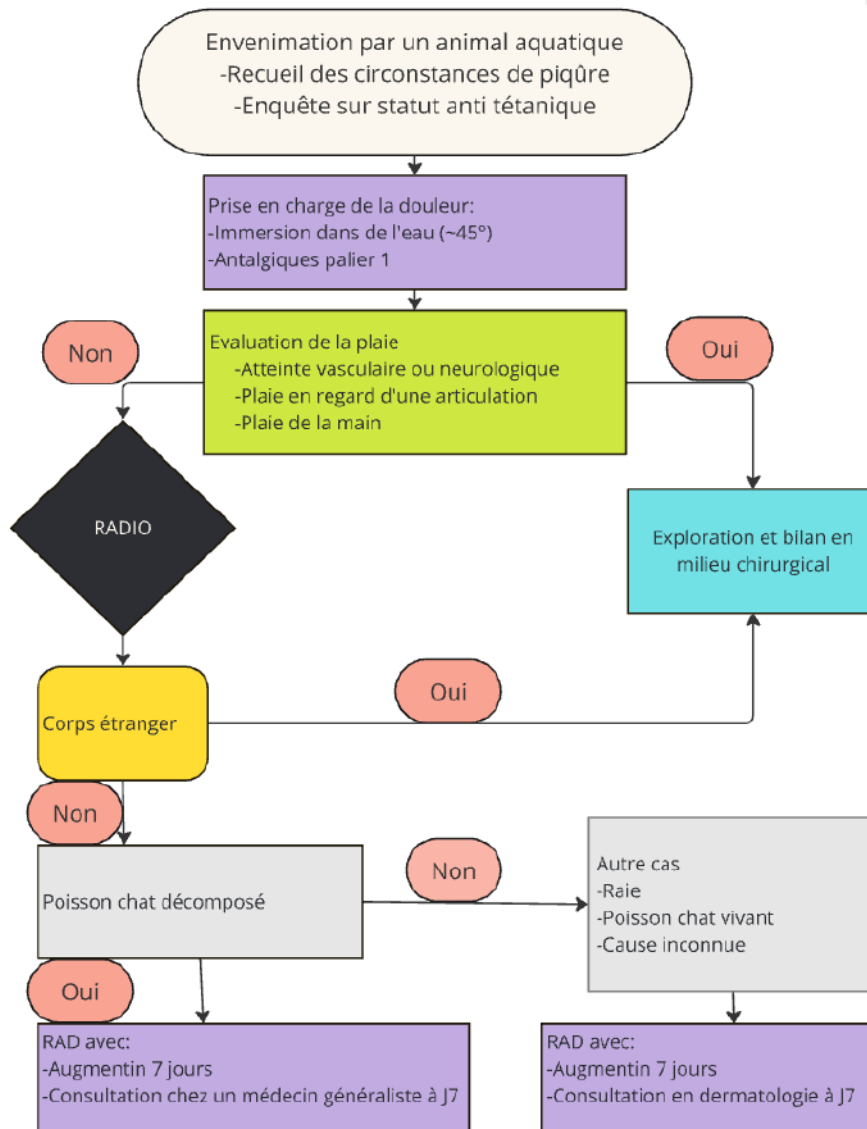 Envenimation par un animal aquatique
-Recueil des circonstances de piqûre
-Enquête sur statut anti tétanique
Prise en charge de la douleur:
-Immersion dans de l'eau (~45°)
-Antalgiques palier 1
Non
Evaluation de la plaie
-Atteinte vasculaire ou neurologique
-Plaie en regard d'une articulation
-Plaie de la main
Oui
RADIO
Exploration et bilan en
milieu chirurgical
Corps étranger
Oui
Non
Poisson chat décomposé
Non
Autre cas
-Raie
-Poisson chat vivant
-Cause inconnue
Oui
RAD avec:
-Augmentin 7 jours
-Consultation chez un médecin généraliste à J7
RAD avec:
-Augmentin 7 jours
-Consultation en dermatologie à J7